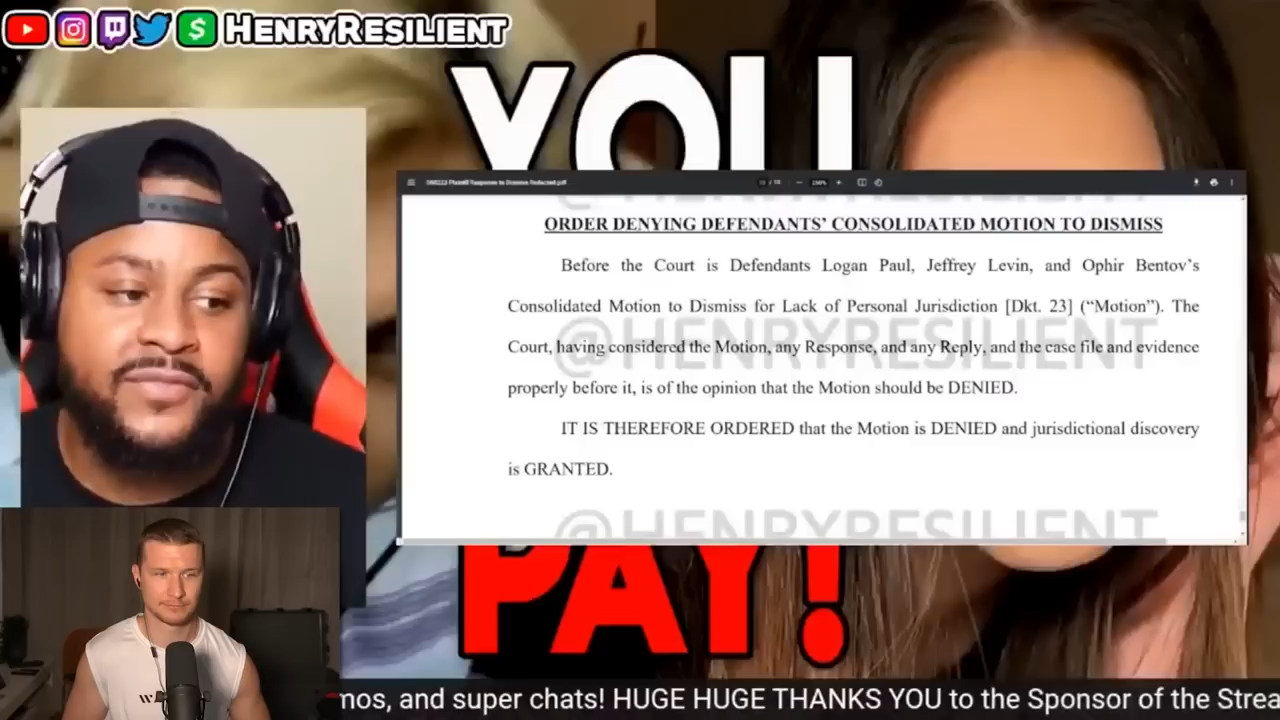 HENRYRESILIENT
YOU
ORDER DENYING DEFENDANTS' CONSOLIDATED MOTION TO DISMISS
Before the Court is Defendants Logan Paul, Jeffrey Levin, and Ophir Bentov's
Consolidated Motion to Dismiss for Lack of Personal Jurisdiction [Dkt. 23] ("Motion"). The
@HENRYRESILIENT
Court, having considered the Motion, any Response, and any Reply, and the case file and evidence
properly before it, is of the opinion that the Motion should be DENIED.
IT IS THEREFORE ORDERED that the Motion is DENIED and jurisdictional discovery
is GRANTED.
@HENRYRESILIENT
PAY!
mos, and super chats! HUGE HUGE THANKS YOU to the Sponsor of the Strea